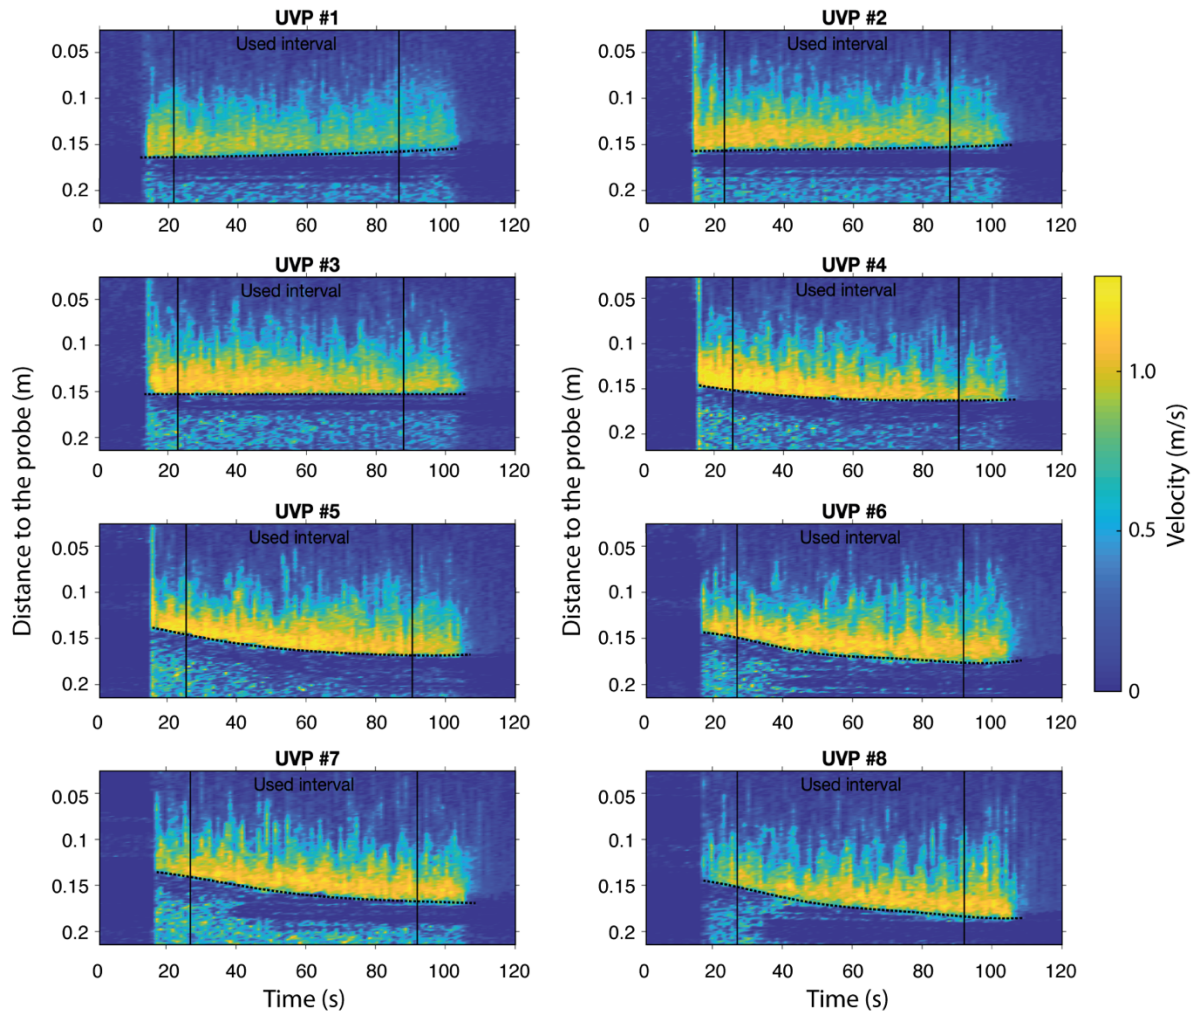 UVP #1
UVP #2
Used interval
Used interval
0.05
0.1
0.15
0.2
0.05
0.1
0.15
0.2
0 20 40 60 80 100 120
0 20 40 60 80 100 120
UVP #3
UVP #4
Used interval
Used interval
0.05
0.1
0.15
0.2
0.05
0.1
0.15
0.2
0 20 40 60 80 100 120
0 20 40 60 80 100 120
UVP #5
UVP #6
Used interval
Used interval
0.05
0.1
0.15
0.2
0.05
0.1
0.15
0.2
0 20 40 60 80 100 120
0 20 40 60 80 100 120
UVP #7
UVP #8
Used interval
Used interval
0.05
0.1
0.15
0.2
0.05
0.1
0.15
0.2
0 20 40 60 80 100 120
0 20 40 60 80 100 120
Time (s)
Time (s)
Distance to the probe (m)
Distance to the probe (m)
1.0
0.5
0
Velocity (m/s)